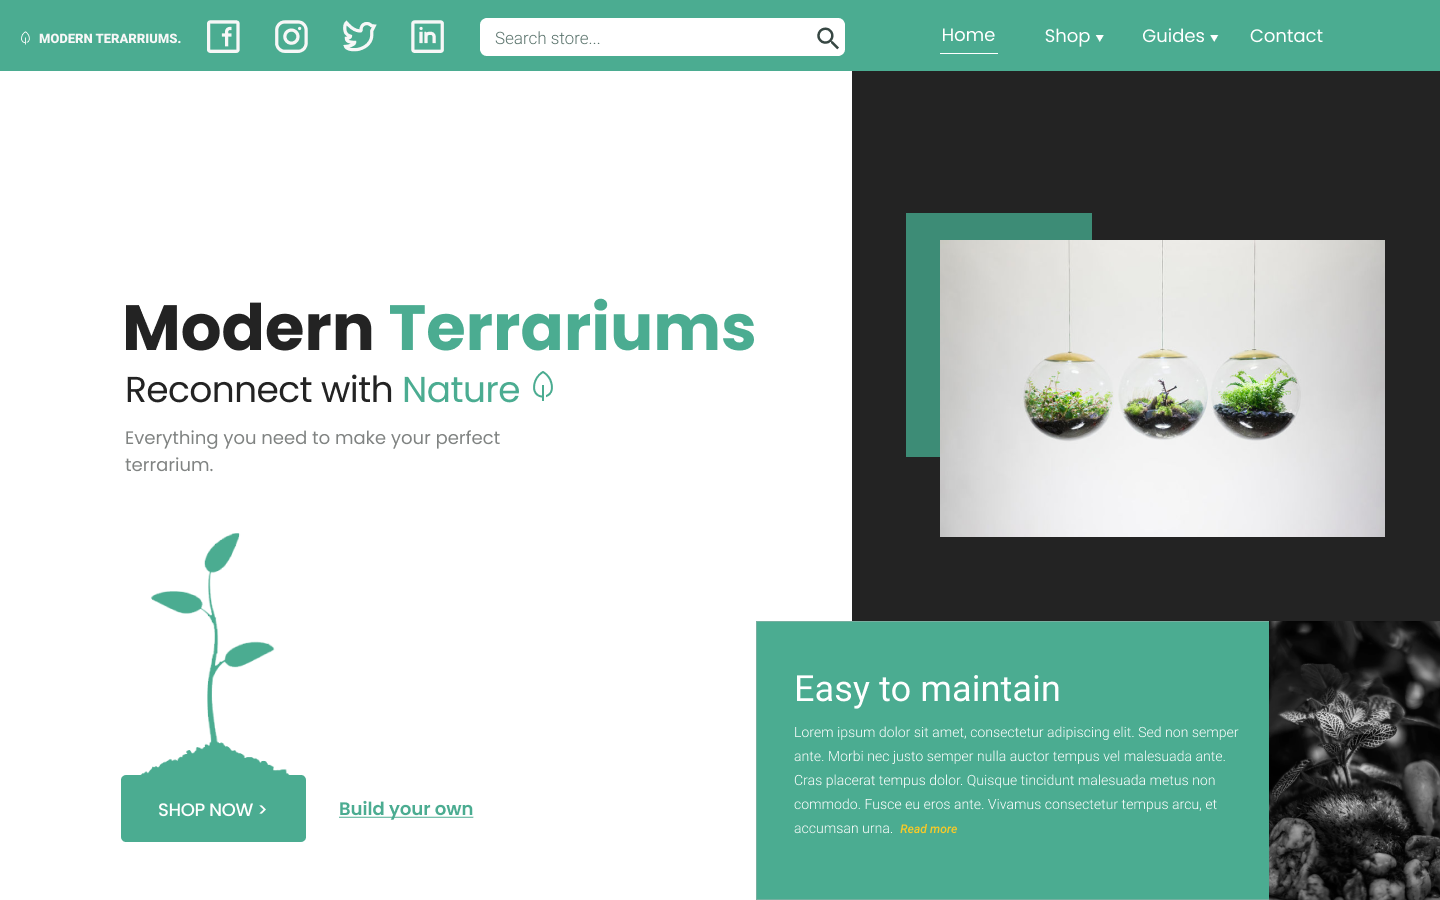 MODERN TERARRIUMS.
Search store...
Home
Shop
Guides
Contact
Modern Terrariums
Reconnect with Nature
Everything you need to make your perfect
terrarium.
SHOP NOW >
Build your own
Easy to maintain
Lorem ipsum dolor sit amet, consectetur adipiscing elit. Sed non semper
ante. Morbi nec justo semper nulla auctor tempus vel malesuada ante.
Cras placerat tempus dolor. Quisque tincidunt malesuada metus non
commodo. Fusce eu eros ante. Vivamus consectetur tempus arcu, et
accumsan urna. Read more